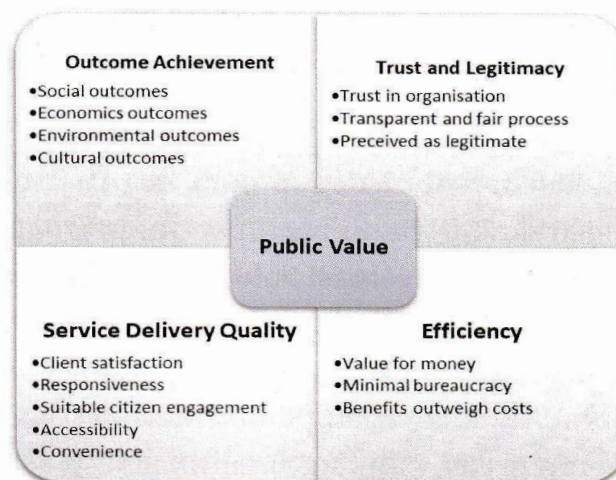 Outcome Achievement
•Social outcomes
•Economics outcomes
•Environmental outcomes
•Cultural outcomes
Trust and Legitimacy
•Trust in organisation
•Transparent and fair process
•Preceived as legitimate
Public Value
Service Delivery Quality
•Client satisfaction
•Responsiveness
•Suitable citizen engagement
•Accessibility
•Convenience
Efficiency
•Value for money
•Minimal bureaucracy
•Benefits outweigh costs